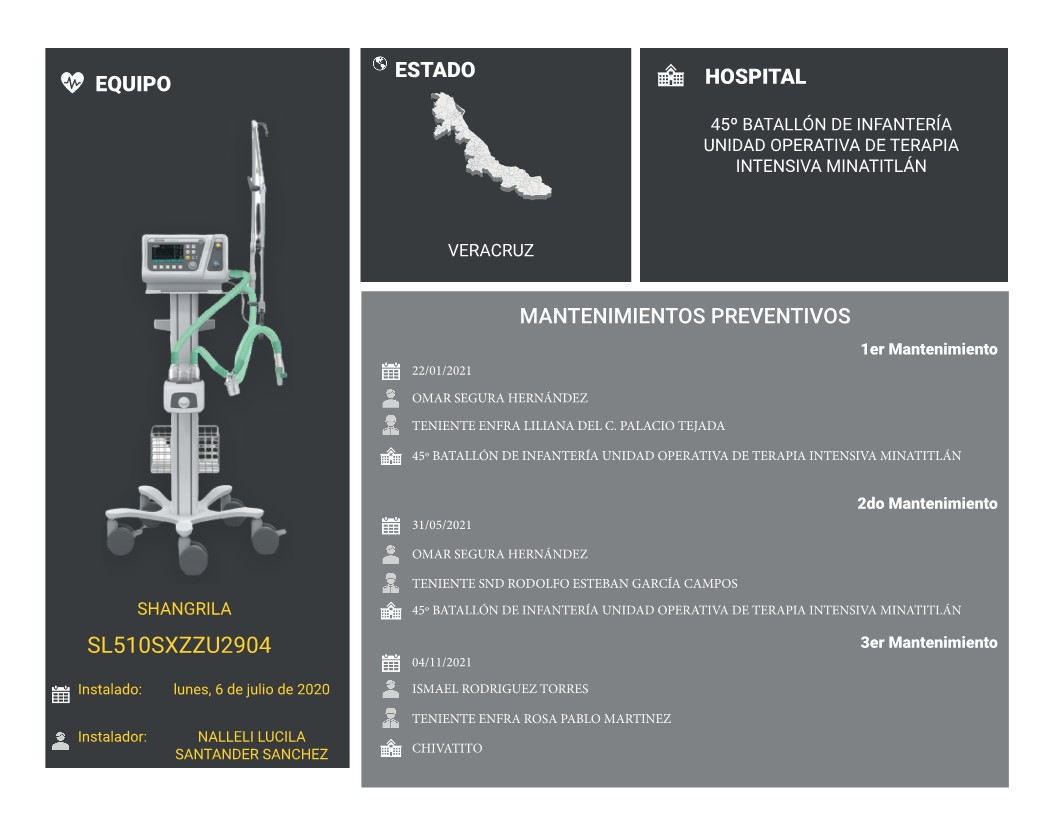 EQUIPO
SHANGRILA
SL510SXZZU2904
Instalado: lunes, 6 de julio de 2020
Instalador: NALLELI LUCILA
SANTANDER SANCHEZ
ESTADO
VERACRUZ
HOSPITAL
45º BATALLÓN DE INFANTERÍA
UNIDAD OPERATIVA DE TERAPIA
INTENSIVA MINATITLÁN
MANTENIMIENTOS PREVENTIVOS
1er Mantenimiento
22/01/2021
OMAR SEGURA HERNÁNDEZ
TENIENTE ENFRA LILIANA DEL C. PALACIO TEJADA
45º BATALLÓN DE INFANTERÍA UNIDAD OPERATIVA DE TERAPIA INTENSIVA MINATITLÁN
2do Mantenimiento
31/05/2021
OMAR SEGURA HERNÁNDEZ
TENIENTE SND RODOLFO ESTEBAN GARCÍA CAMPOS
45º BATALLÓN DE INFANTERÍA UNIDAD OPERATIVA DE TERAPIA INTENSIVA MINATITLÁN
3er Mantenimiento
04/11/2021
ISMAEL RODRIGUEZ TORRES
TENIENTE ENFRA ROSA PABLO MARTINEZ
CHIVATITO